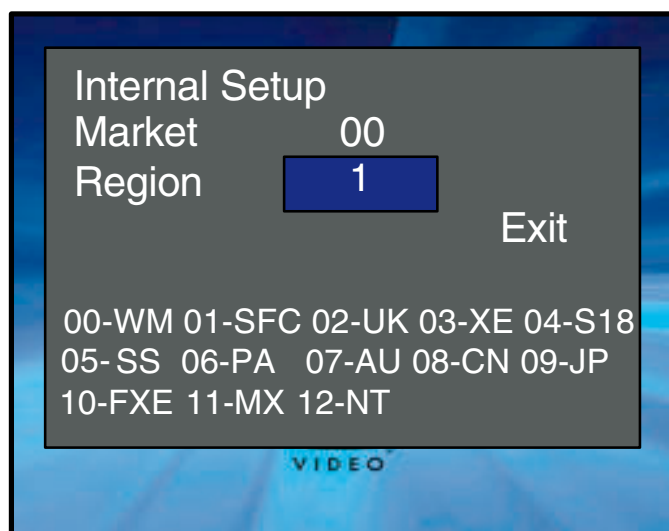 Internal Setup
Market 00
Region 1
Exit
00-WM 01-SFC 02-UK 03-XE 04-S18
05-SS 06-PA 07-AU 08-CN 09-JP
10-FXE 11-MX 12-NT
VIDEO